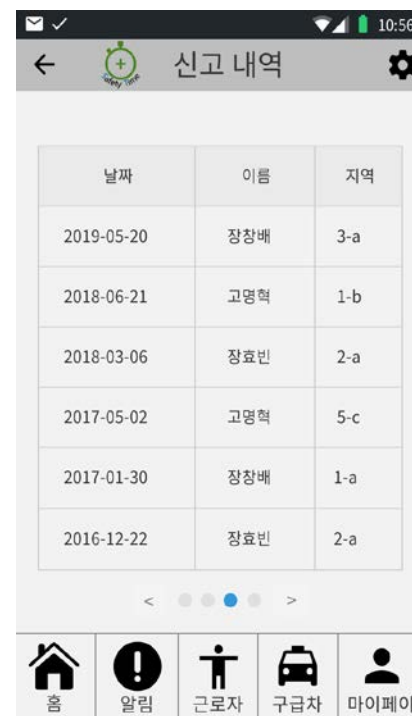 10:56
Safety Time
신고 내역
날짜 이름 지역
2019-05-20 장창배 3-a
2018-06-21 고명혁 1-b
2018-03-06 장효빈 2-a
2017-05-02 고명혁 5-c
2017-01-30 장창배 1-a
2016-12-22 장효빈 2-a
< >
홈 알림 근로자 구급차 마이페이